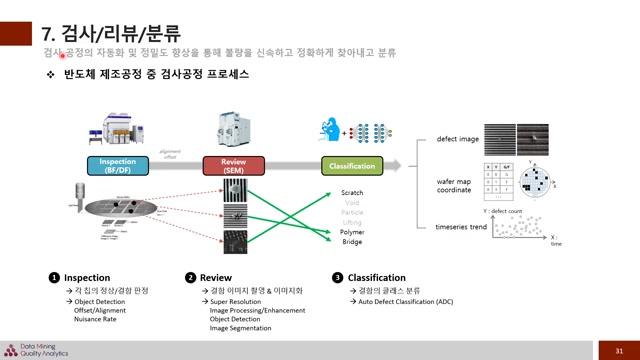 7. 검사/리뷰/분류
검사 공정의 자동화 및 정밀도 향상을 통해 불량을 신속하고 정확하게 찾아내고 분류
❖ 반도체 제조공정 중 검사공정 프로세스
alignment
offset
Inspection
(BF/DF)
Review
(SEM)
Classification
Scratch
Void
Particle
Lifting
Polymer
Bridge
defect image
wafer map
coordinate
X Y G/F
timeseries trend
Y : defect count
X :
time
1 Inspection
→ 각 칩의 정상/결함 판정
→ Object Detection
Offset/Alignment
Nuisance Rate
2 Review
→ 결함 이미지 촬영 & 이미지화
→ Super Resolution
Image Processing/Enhancement
Object Detection
Image Segmentation
3 Classification
→ 결함의 클래스 분류
→ Auto Defect Classification (ADC)
Data Mining
Quality Analytics
31